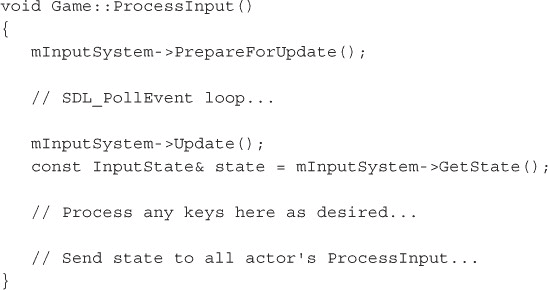 void Game::ProcessInput()
{
   mInputSystem->PrepareForUpdate();

   // SDL_PollEvent loop...

   mInputSystem->Update();
   const InputState& state = mInputSystem->GetState();

   // Process any keys here as desired...

   // Send state to all actor's ProcessInput...
}